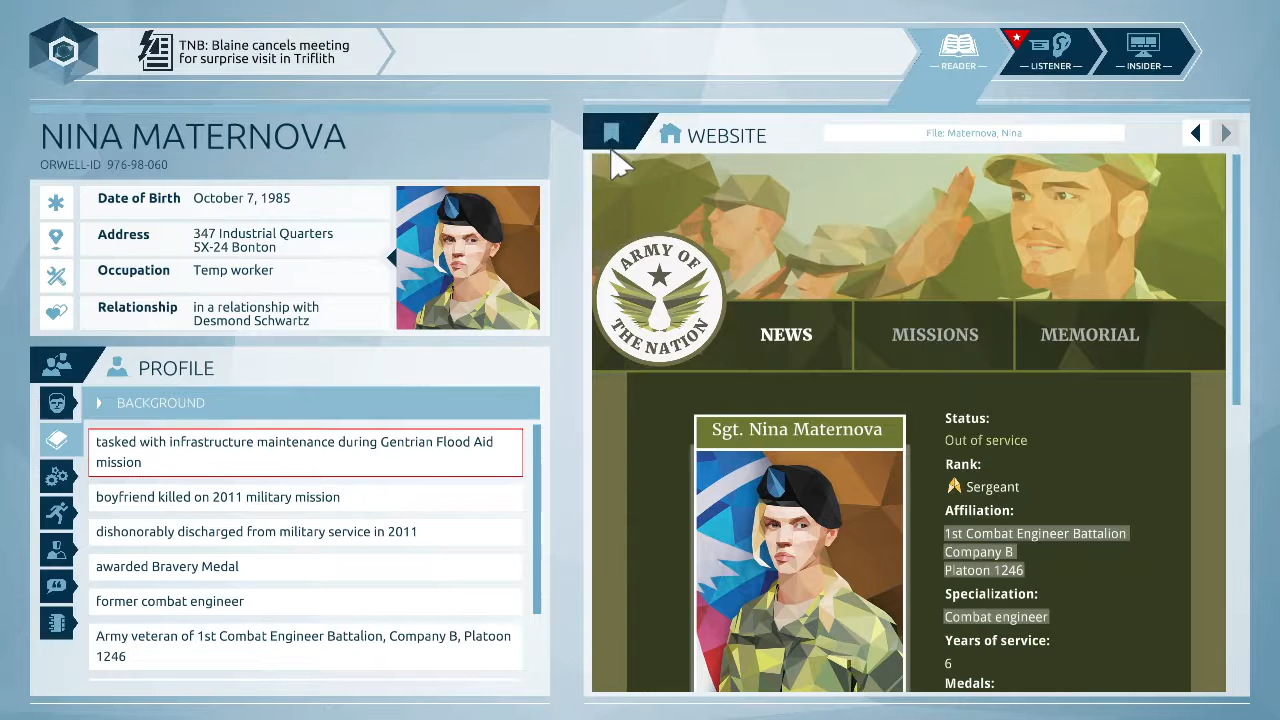 TNB: Blaine cancels meeting
for surprise visit in Triflith
READER
LISTENER
INSIDER
NINA MATERNOVA
ORWELL-ID 976-98-060
Date of Birth October 7, 1985
Address 347 Industrial Quarters
5X-24 Bonton
Occupation Temp worker
Relationship in a relationship with
Desmond Schwartz
PROFILE
BACKGROUND
tasked with infrastructure maintenance during Gentrian Flood Aid
mission
boyfriend killed on 2011 military mission
dishonorably discharged from military service in 2011
awarded Bravery Medal
former combat engineer
Army veteran of 1st Combat Engineer Battalion, Company B, Platoon
1246
WEBSITE
File: Maternova, Nina
ARMY OF
THE NATION
NEWS
MISSIONS
MEMORIAL
Sgt. Nina Maternova
Status:
Out of service
Rank:
Sergeant
Affiliation:
1st Combat Engineer Battalion
Company B
Platoon 1246
Specialization:
Combat engineer
Years of service:
6
Medals: